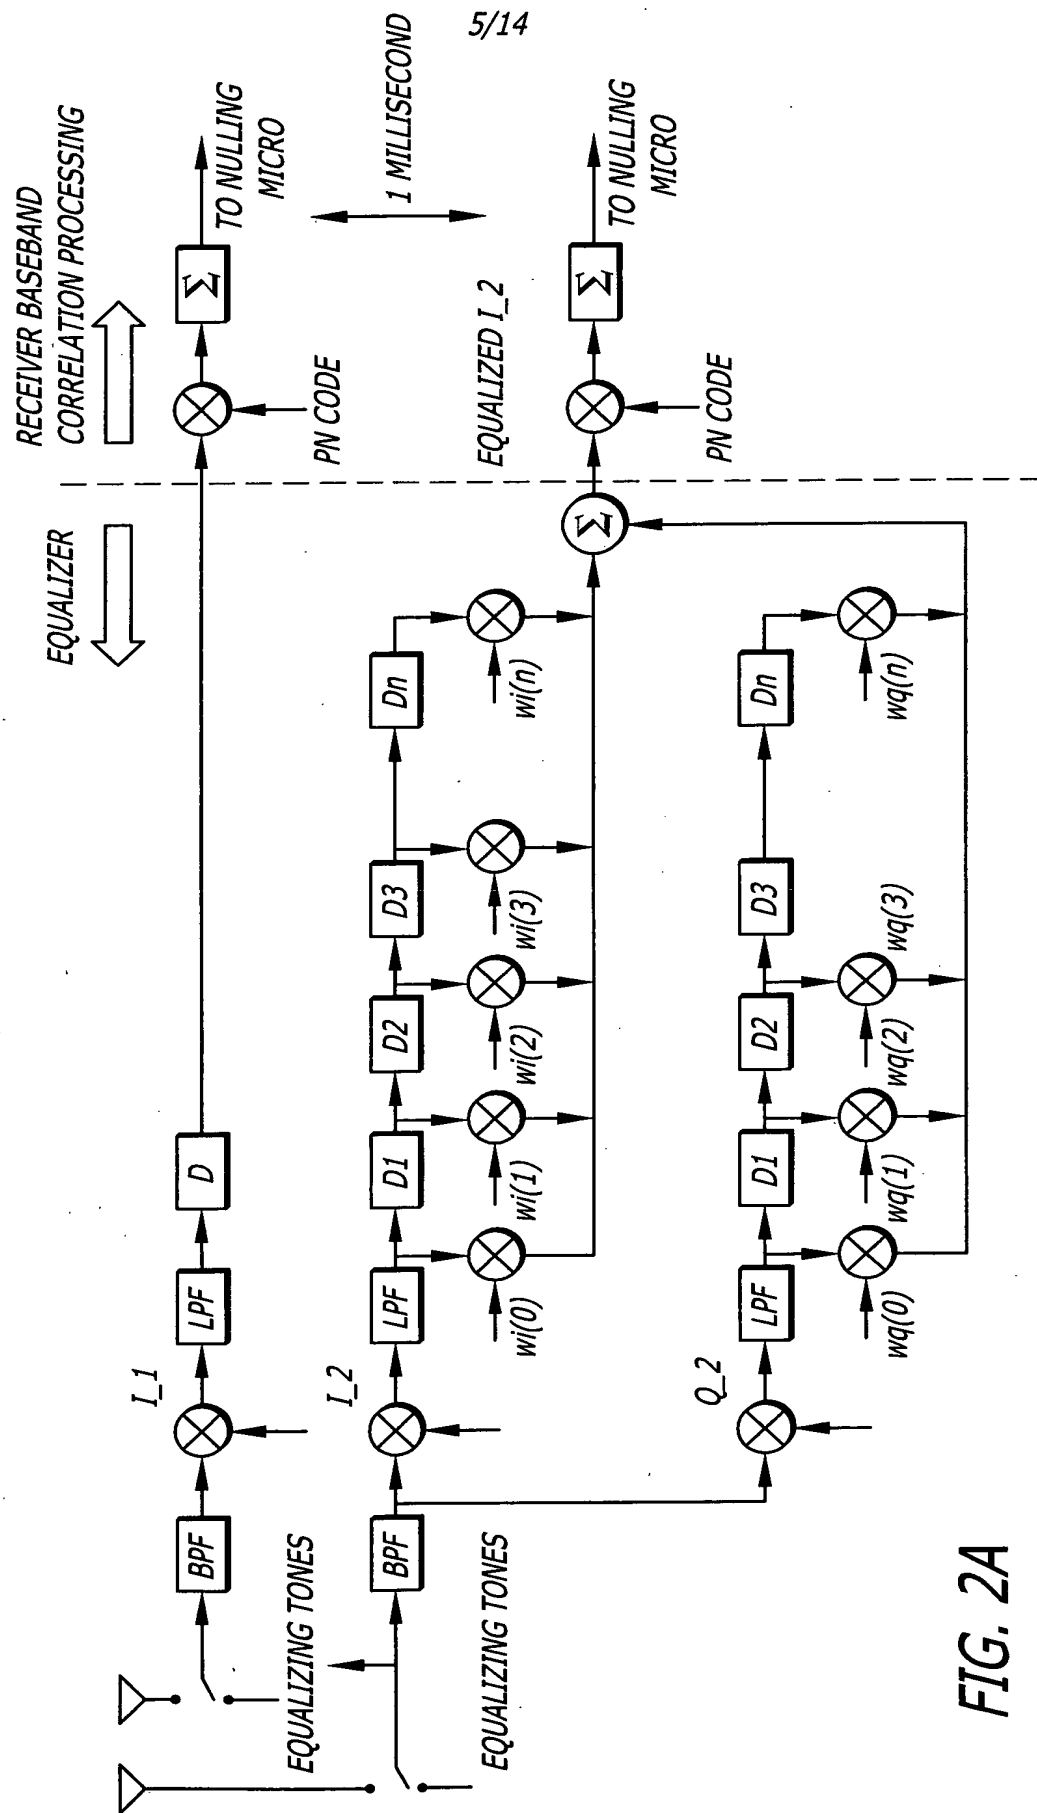 5/14
RECEIVER BASEBAND
CORRELATION PROCESSING
EQUALIZER
I_1
BPF
LPF
D
PN CODE
Σ
TO NULLING
MICRO
EQUALIZING TONES
1 MILLISECOND
I_2
BPF
LPF
D1
D2
D3
Dn
wi(0)
wi(1)
wi(2)
wi(3)
wi(n)
Σ
EQUALIZED I_2
PN CODE
Σ
TO NULLING
MICRO
EQUALIZING TONES
Q_2
LPF
D1
D2
D3
Dn
wq(0)
wq(1)
wq(2)
wq(3)
wq(n)
FIG. 2A